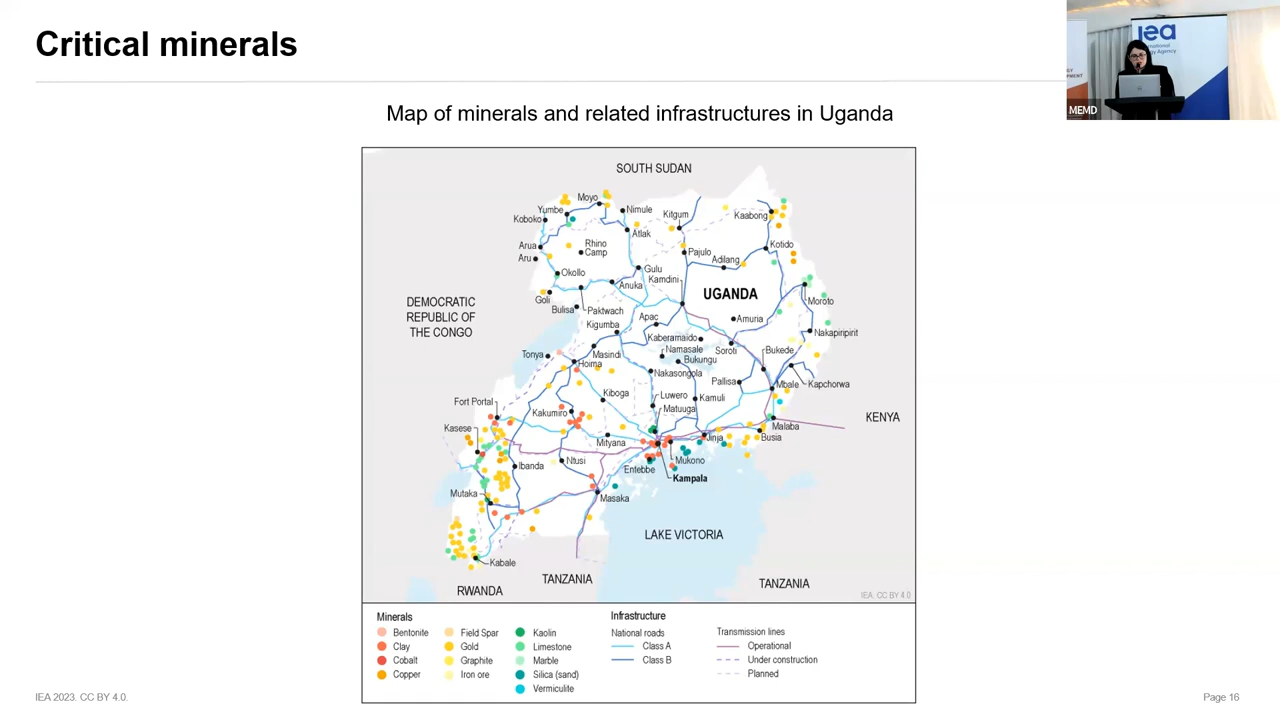 Critical minerals
iea
International
Energy Agency
MEMD
Map of minerals and related infrastructures in Uganda
SOUTH SUDAN
Moyo
Yumbe
Nimule
Koboko
Kitgum
Kaabong
Atlak
Arua
Rhino
Camp
Kotido
Aru
Pajulo
Adilang
Okollo
Gulu
Kamdini
Anuka
UGANDA
Goli
Moroto
DEMOCRATIC
REPUBLIC OF
THE CONGO
Bulisa
Paktwach
Apac
Amuria
Kigumba
Nakapiripirit
Kaberamaido
Namasale
Soroti
Bukede
Tonya
Masindi
Bukungu
Hoima
Nakasongola
Pallisa
Mbale
Kapchorwa
Kiboga
Luwero
Kamuli
Fort Portal
Matuuga
Kakumiro
KENYA
Kasese
Malaba
Mityana
Jinja
Busia
Ibanda
Ntusi
Mukono
Entebbe
Kampala
Mutaka
Masaka
LAKE VICTORIA
Kabale
TANZANIA
TANZANIA
RWANDA
IEA. CC BY 4.0
Minerals
Bentonite
Clay
Cobalt
Copper
Field Spar
Gold
Graphite
Iron ore
Kaolin
Limestone
Marble
Silica (sand)
Vermiculite
Infrastructure
National roads
Class A
Class B
Transmission lines
Operational
Under construction
Planned
IEA 2023. CC BY 4.0.
Page 16